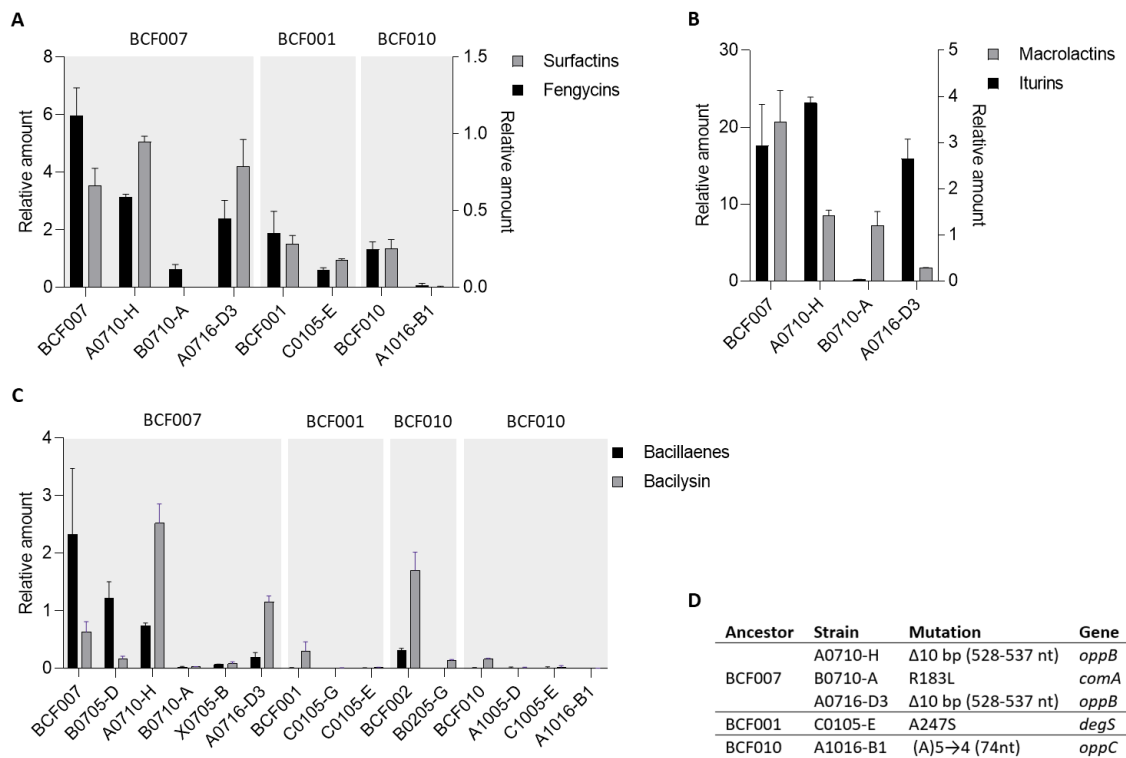 A
BCF007 BCF001 BCF010
8
6
4
2
0
Relative amount
1.5
1.0
0.5
0.0
Relative amount
Surfactins
Fengycins
BCF007 A0710-H B0710-A A0716-D3 BCF001 C0105-E BCF010 A1016-B1
B
30
20
10
0
Relative amount
5
4
3
2
1
0
Relative amount
Macrolactins
Iturins
BCF007 A0710-H B0710-A A0716-D3
C
BCF007 BCF001 BCF010 BCF010
4
3
2
1
0
Relative amount
Bacillaenes
Bacilysin
BCF007 B0705-D A0710-H B0710-A X0705-B A0716-D3 BCF001 C0105-G C0105-E BCF002 B0205-G BCF010 A1005-D C1005-E A1016-B1
D
Ancestor Strain Mutation Gene
A0710-H Δ10 bp (528-537 nt) oppB
BCF007 B0710-A R183L comA
A0716-D3 Δ10 bp (528-537 nt) oppB
BCF001 C0105-E A247S degS
BCF010 A1016-B1 (A)5→4 (74nt) oppC